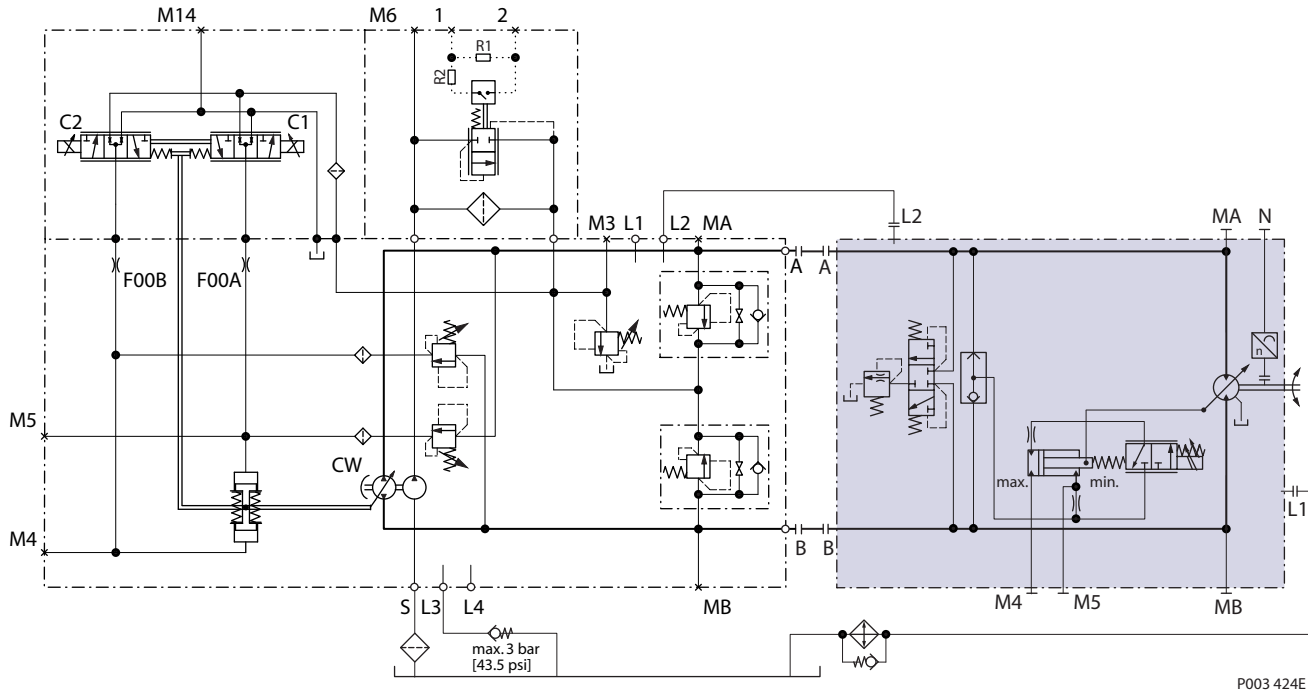 M14
M6
1
2
R1
R2
C2
C1
M3
L1
L2
MA
L2
MA
N
F00B
F00A
A
A
n
M5
CW
max.
min.
L1
M4
B
B
S
L3
L4
MB
M4
M5
MB
max. 3 bar
[43.5 psi]
P003 424E